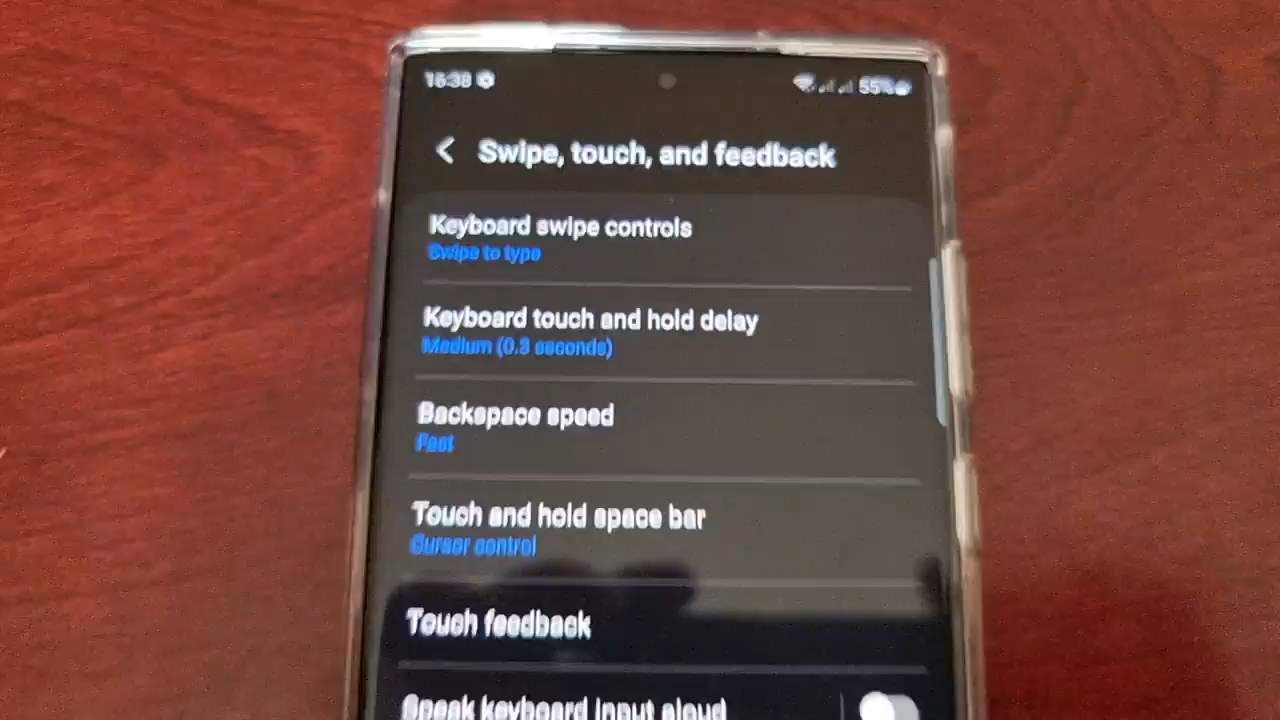 16:38
55%
Swipe, touch, and feedback
Keyboard swipe controls
Swipe to type
Keyboard touch and hold delay
Medium (0.3 seconds)
Backspace speed
Fast
Touch and hold space bar
Cursor control
Touch feedback
Speak keyboard input aloud